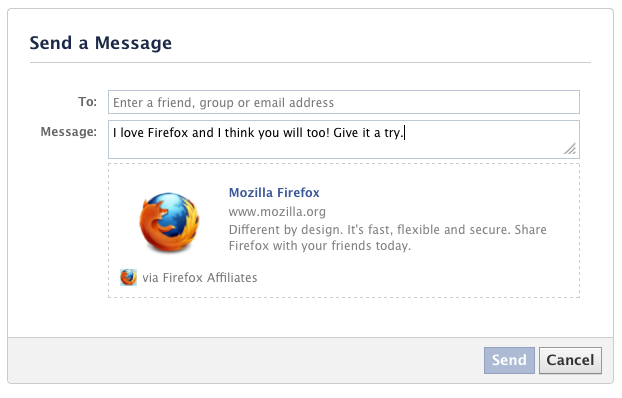 Send a Message
To:
Enter a friend, group or email address
Message:
I love Firefox and I think you will too! Give it a try.
Mozilla Firefox
www.mozilla.org
Different by design. It's fast, flexible and secure. Share
Firefox with your friends today.
via Firefox Affiliates
Send
Cancel